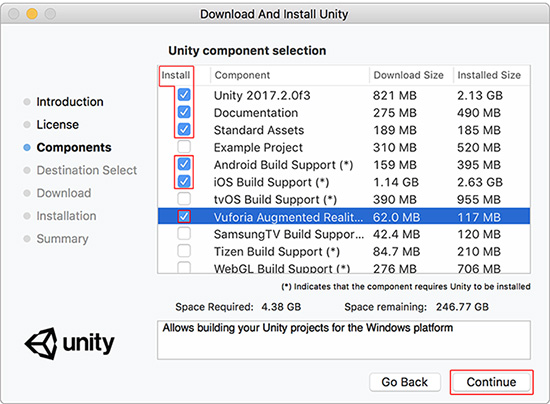 Download And Install Unity
Unity component selection
Introduction
License
Components
Destination Select
Download
Installation
Summary
Install Component Download Size Installed Size
Unity 2017.2.0f3 821 MB 2.13 GB
Documentation 275 MB 490 MB
Standard Assets 189 MB 185 MB
Example Project 310 MB 520 MB
Android Build Support (*) 159 MB 395 MB
iOS Build Support (*) 1.14 GB 2.63 GB
tvOS Build Support (*) 390 MB 955 MB
Vuforia Augmented Realit... 62.0 MB 117 MB
SamsungTV Build Suppo... 42.4 MB 120 MB
Tizen Build Support (*) 84.7 MB 210 MB
WebGL Build Support (*) 276 MB 706 MB
(*) Indicates that the component requires Unity to be installed
Space Required: 4.38 GB Space remaining: 246.77 GB
Allows building your Unity projects for the Windows platform
unity
Go Back Continue